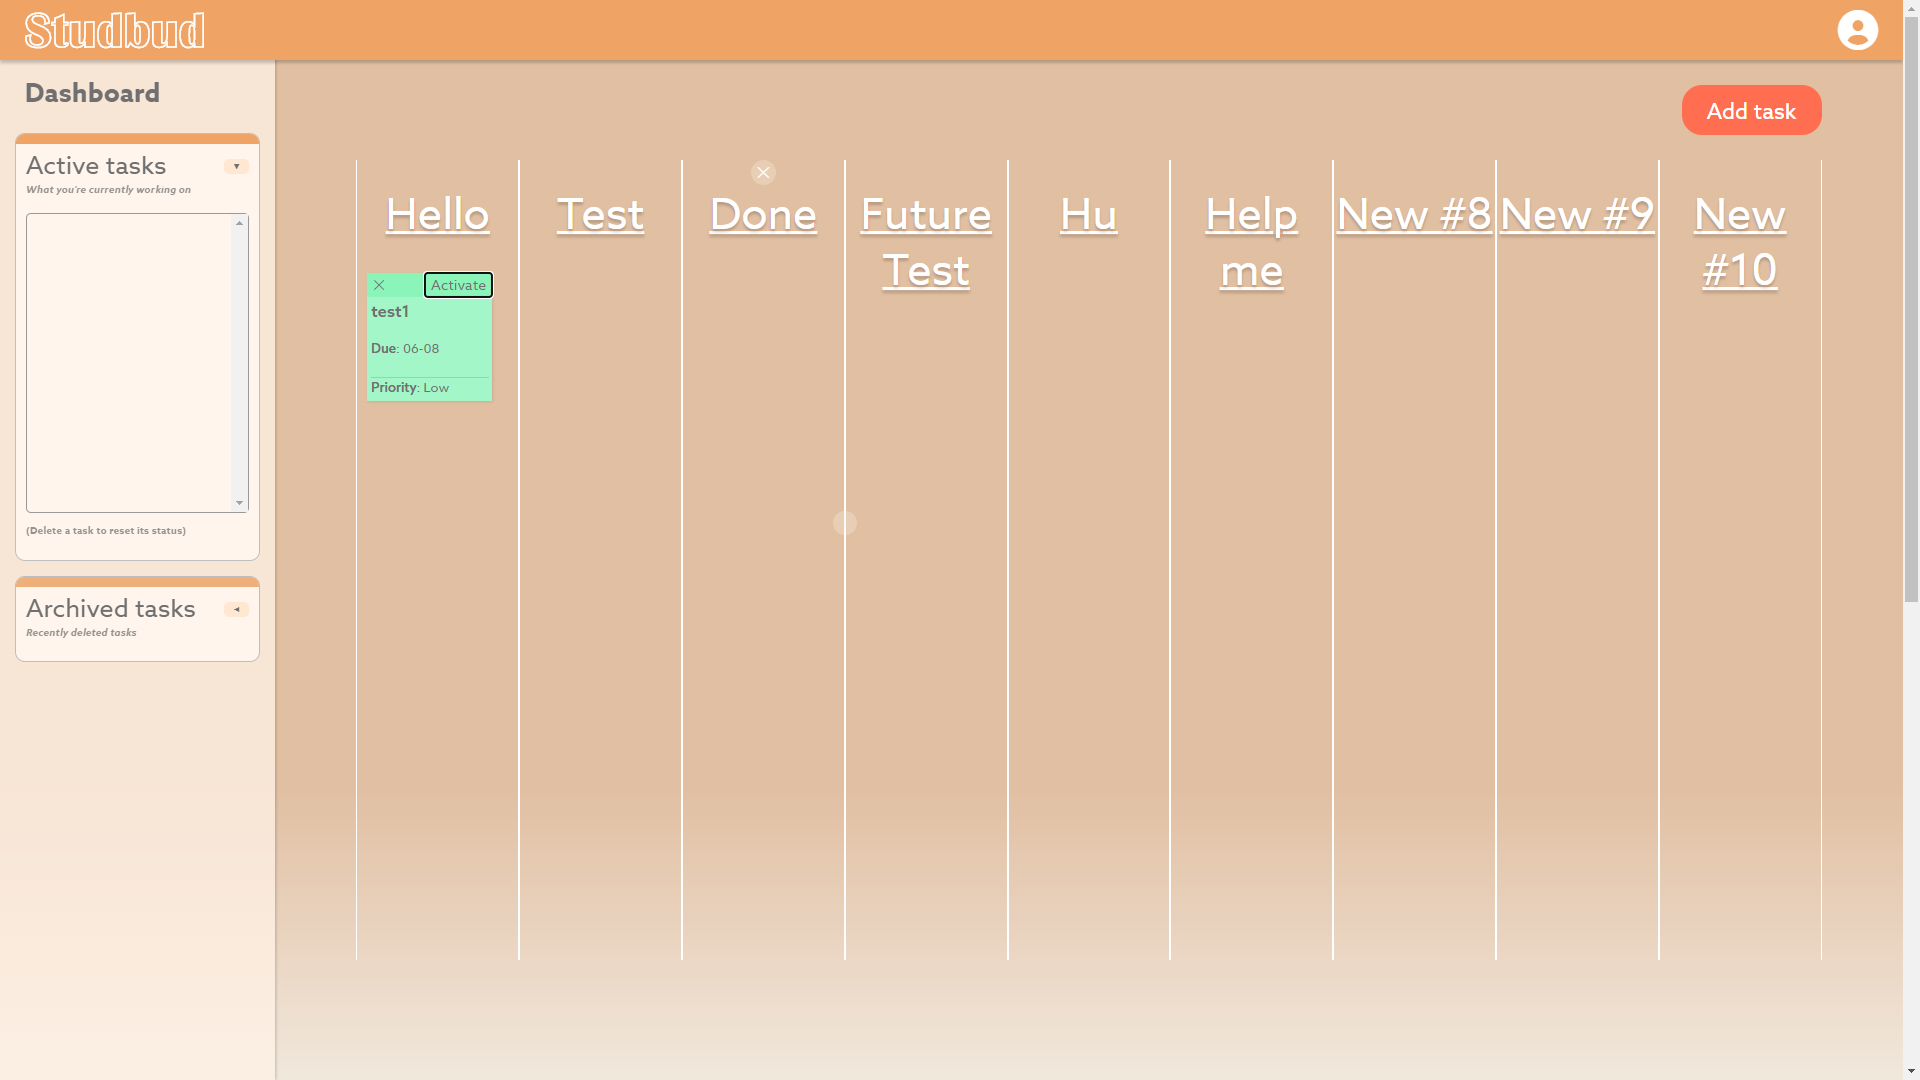 Studbud
Dashboard
Add task
Active tasks
What you're currently working on
(Delete a task to reset its status)
Archived tasks
Recently deleted tasks
Hello
Activate
test1
Due: 06-08
Priority: Low
Test
Done
Future
Test
Hu
Help
me
New #8
New #9
New
#10